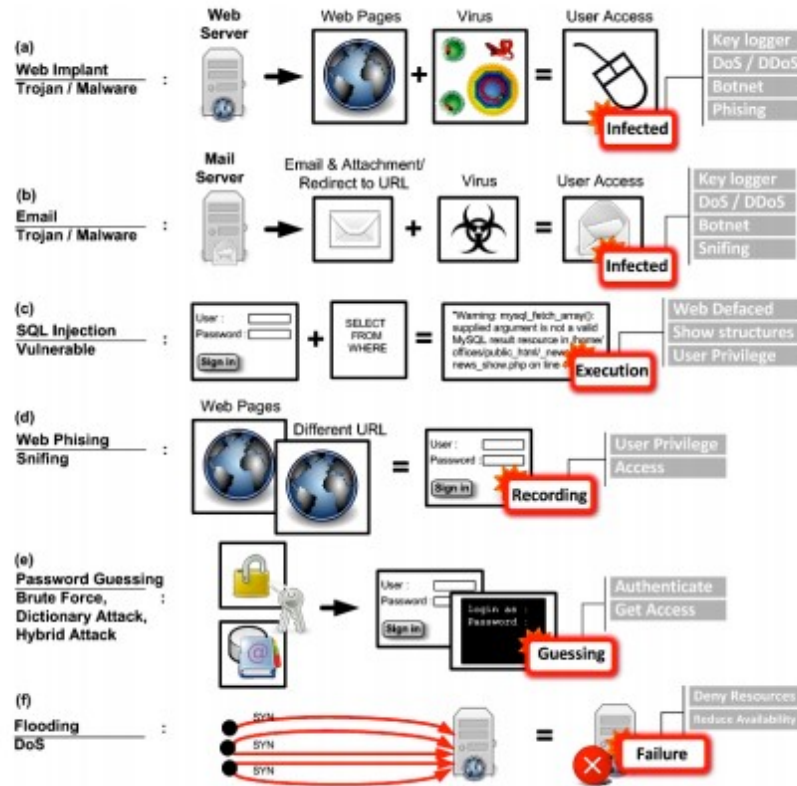 (a)
Web Implant
Trojan / Malware
:
Web
Server
Web Pages
+
Virus
=
User Access
Infected
Key logger
DoS / DDoS
Botnet
Phising
(b)
Email
Trojan / Malware
:
Mail
Server
Email & Attachment/
Redirect to URL
+
Virus
=
User Access
Infected
Key logger
DoS / DDoS
Botnet
Snifing
(c)
SQL Injection
Vulnerable
:
User :
Password :
Sign in
+
SELECT
FROM
WHERE
=
"Warning: mysql_fetch_array():
supplied argument is not a valid
MySQL result resource in /home/
offices/public_html/_news
news_show.php on line
Execution
Web Defaced
Show structures
User Privilege
(d)
Web Phising
Snifing
:
Web Pages
Different URL
=
User :
Password :
Sign in
Recording
User Privilege
Access
(e)
Password Guessing
Brute Force,
Dictionary Attack,
Hybrid Attack
:
@
User :
Password :
Sign in
Login as :
Password :
Guessing
Authenticate
Get Access
(f)
Flooding
DoS
:
SYN
SYN
SYN
=
Failure
Deny Resources
Reduce Availability